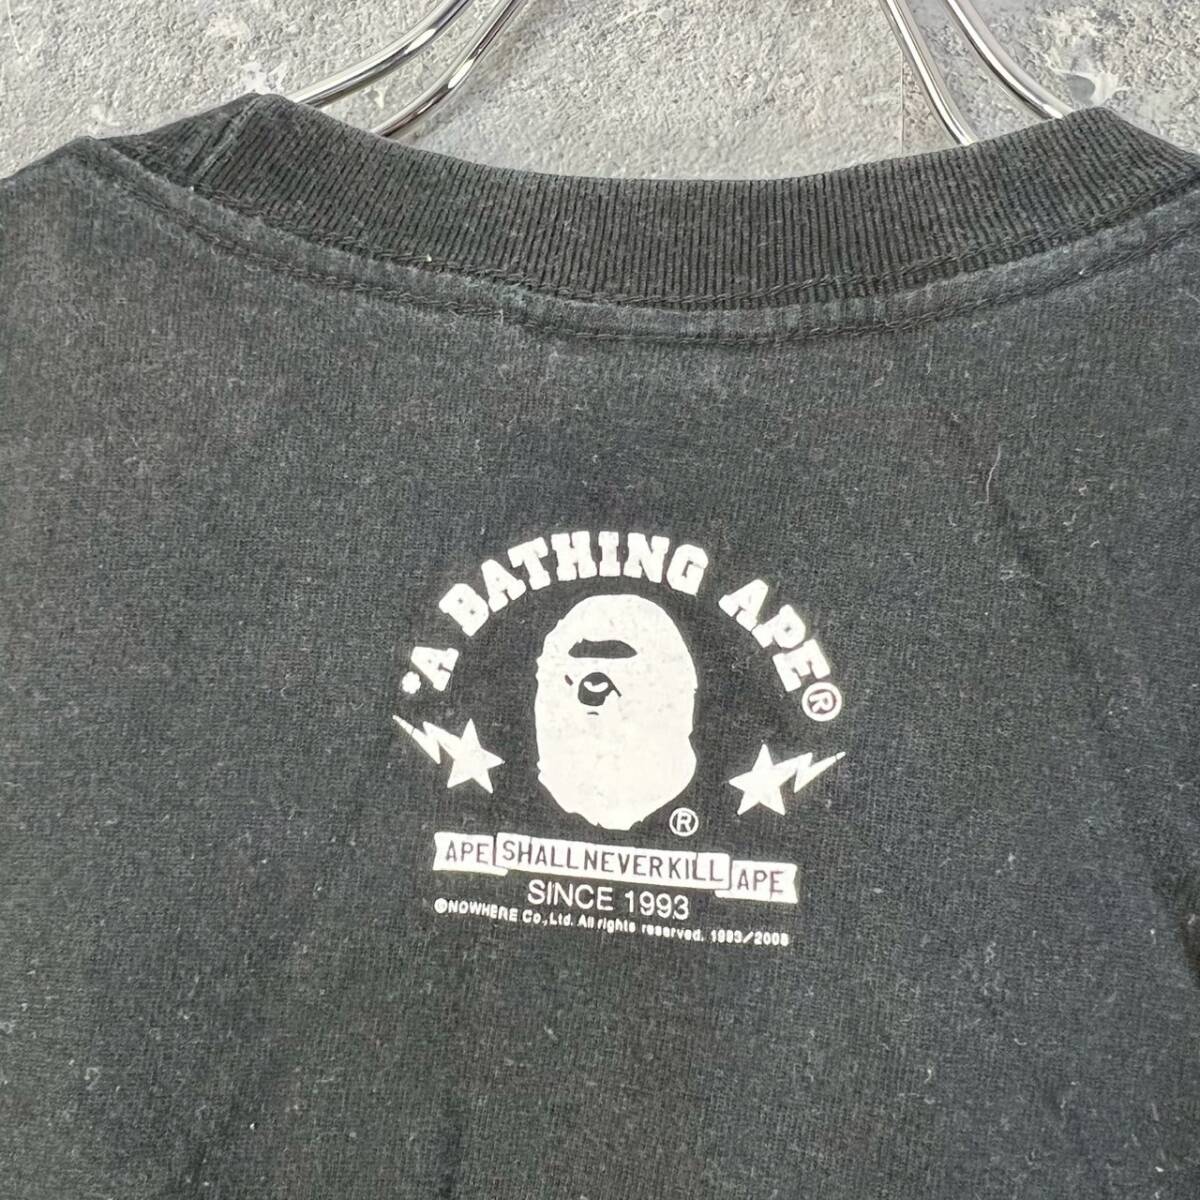 *A BATHING APE®
®
APE SHALL NEVER KILL APE
SINCE 1993
©NOWHERE Co.,Ltd. All rights reserved. 1993/2008